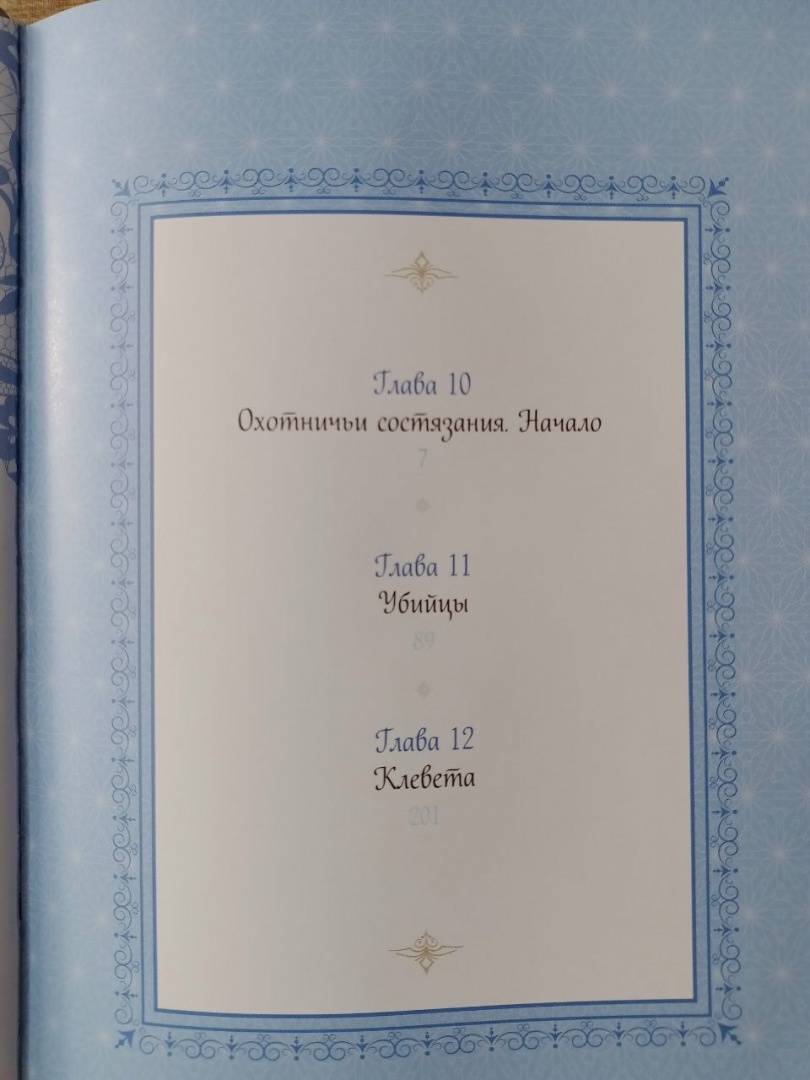 Глава 10
Охотничьи состязания. Начало
7
Глава 11
Убийцы
89
Глава 12
Клевета
201